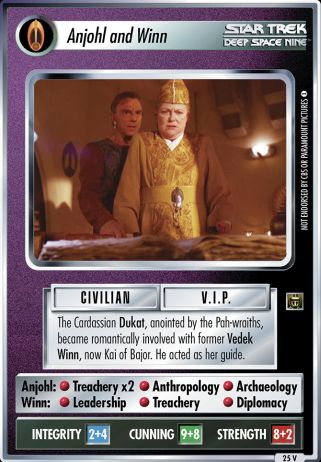 Anjohl and Winn
STAR TREK
DEEP SPACE NINE
NOT ENDORSED BY CBS OR PARAMOUNT PICTURES
CIVILIAN V.I.P.
The Cardassian Dukat, anointed by the Pah-wraiths,
became romantically involved with former Vedek
Winn, now Kai of Bajor. He acted as her guide.
Anjohl: Treachery x2 Anthropology Archaeology
Winn: Leadership Treachery Diplomacy
INTEGRITY 2+4 CUNNING 9+8 STRENGTH 8+2
25 V